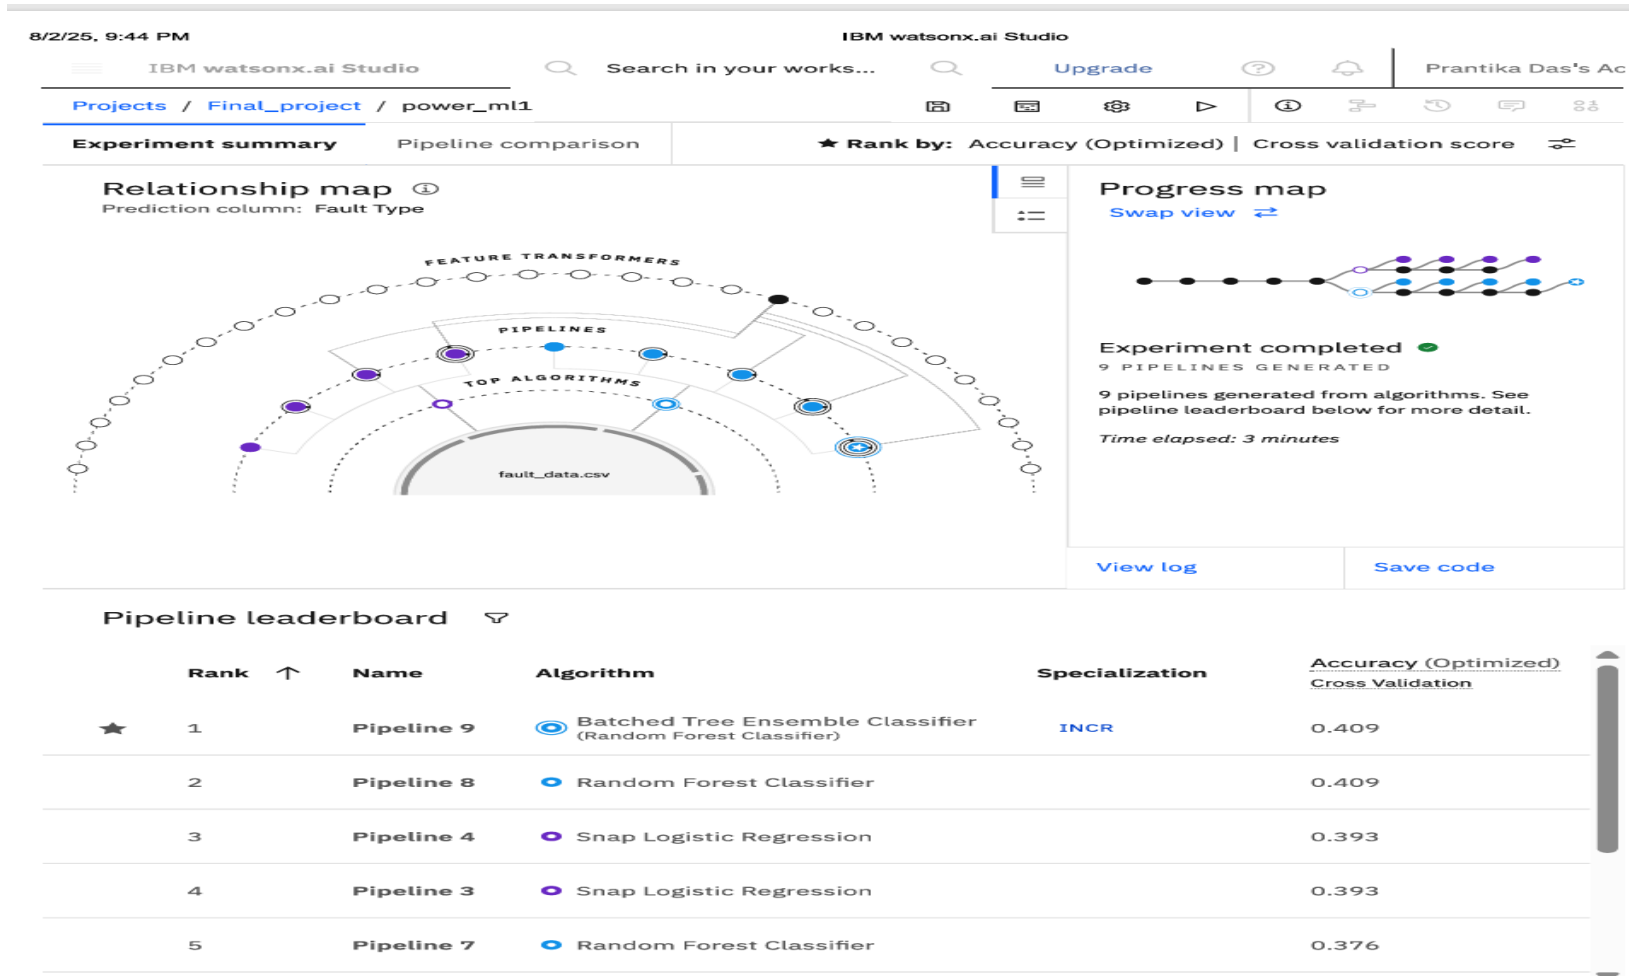 8/2/25, 9:44 PM IBM watsonx.ai Studio
IBM watsonx.ai Studio Search in your works... Upgrade Prantika Das's Ac
Projects / Final_project / power_ml1
Experiment summary Pipeline comparison ★ Rank by: Accuracy (Optimized) | Cross validation score
Relationship map
Prediction column: Fault Type
FEATURE TRANSFORMERS
PIPELINES
TOP ALGORITHMS
fault_data.csv
Progress map
Swap view
Experiment completed
9 PIPELINES GENERATED
9 pipelines generated from algorithms. See
pipeline leaderboard below for more detail.
Time elapsed: 3 minutes
View log Save code
Pipeline leaderboard
Rank ↑ Name Algorithm Specialization Accuracy (Optimized)
Cross Validation
★ 1 Pipeline 9 Batched Tree Ensemble Classifier INCR 0.409
(Random Forest Classifier)
2 Pipeline 8 Random Forest Classifier 0.409
3 Pipeline 4 Snap Logistic Regression 0.393
4 Pipeline 3 Snap Logistic Regression 0.393
5 Pipeline 7 Random Forest Classifier 0.376